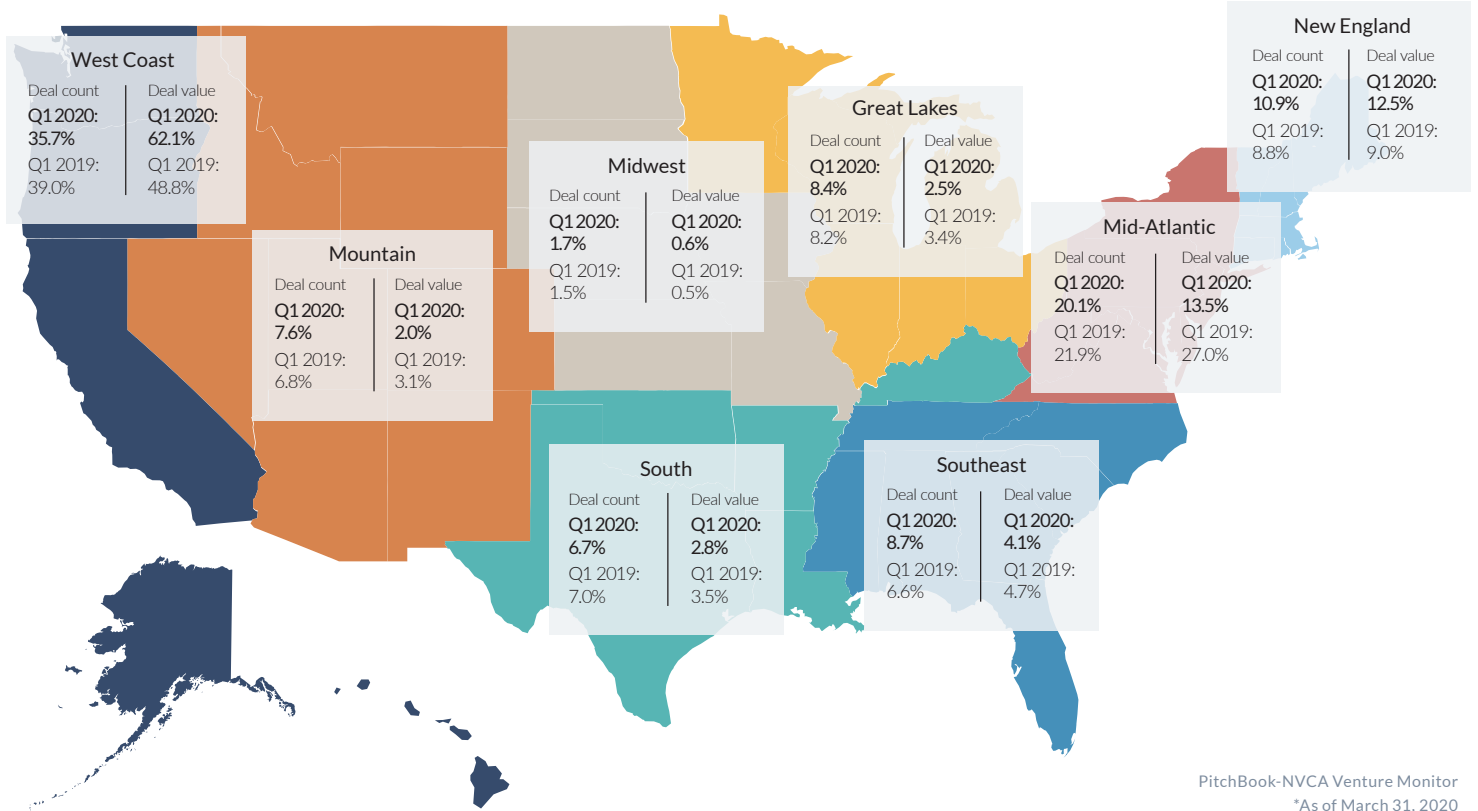 West Coast
Deal count
Q1 2020:
35.7%
Q1 2019:
39.0%
Deal value
Q1 2020:
62.1%
Q1 2019:
48.8%
Mountain
Deal count
Q1 2020:
7.6%
Q1 2019:
6.8%
Deal value
Q1 2020:
2.0%
Q1 2019:
3.1%
Midwest
Deal count
Q1 2020:
1.7%
Q1 2019:
1.5%
Deal value
Q1 2020:
0.6%
Q1 2019:
0.5%
Great Lakes
Deal count
Q1 2020:
8.4%
Q1 2019:
8.2%
Deal value
Q1 2020:
2.5%
Q1 2019:
3.4%
New England
Deal count
Q1 2020:
10.9%
Q1 2019:
8.8%
Deal value
Q1 2020:
12.5%
Q1 2019:
9.0%
Mid-Atlantic
Deal count
Q1 2020:
20.1%
Q1 2019:
21.9%
Deal value
Q1 2020:
13.5%
Q1 2019:
27.0%
South
Deal count
Q1 2020:
6.7%
Q1 2019:
7.0%
Deal value
Q1 2020:
2.8%
Q1 2019:
3.5%
Southeast
Deal count
Q1 2020:
8.7%
Q1 2019:
6.6%
Deal value
Q1 2020:
4.1%
Q1 2019:
4.7%
PitchBook-NVCA Venture Monitor
*As of March 31, 2020